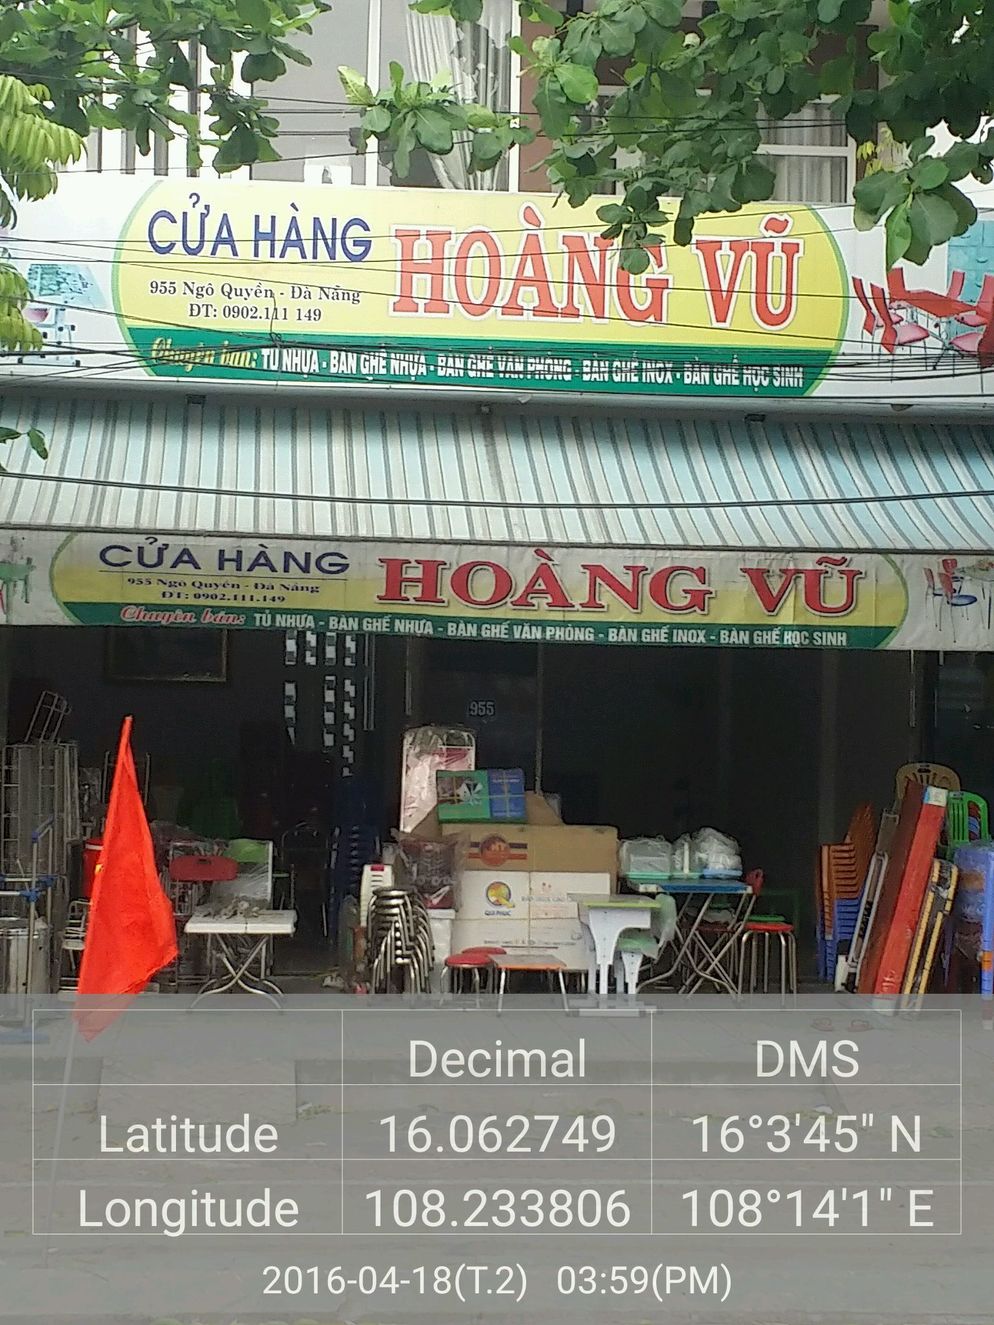 CỬA HÀNG
HOÀNG VŨ
955 Ngô Quyền - Đà Nẵng
ĐT: 0902.111 149
Chuyên bán: TỦ NHỰA - BÀN GHẾ NHỰA - BÀN GHẾ VĂN PHÒNG - BÀN GHẾ INOX - BÀN GHẾ HỌC SINH
CỬA HÀNG
HOÀNG VŨ
955 Ngô Quyền - Đà Nẵng
ĐT: 0902.111.149
Chuyên bán: TỦ NHỰA - BÀN GHẾ NHỰA - BÀN GHẾ VĂN PHÒNG - BÀN GHẾ INOX - BÀN GHẾ HỌC SINH
955
QUI PHÚC
Decimal DMS
Latitude 16.062749 16°3'45" N
Longitude 108.233806 108°14'1" E
2016-04-18(T.2) 03:59(PM)